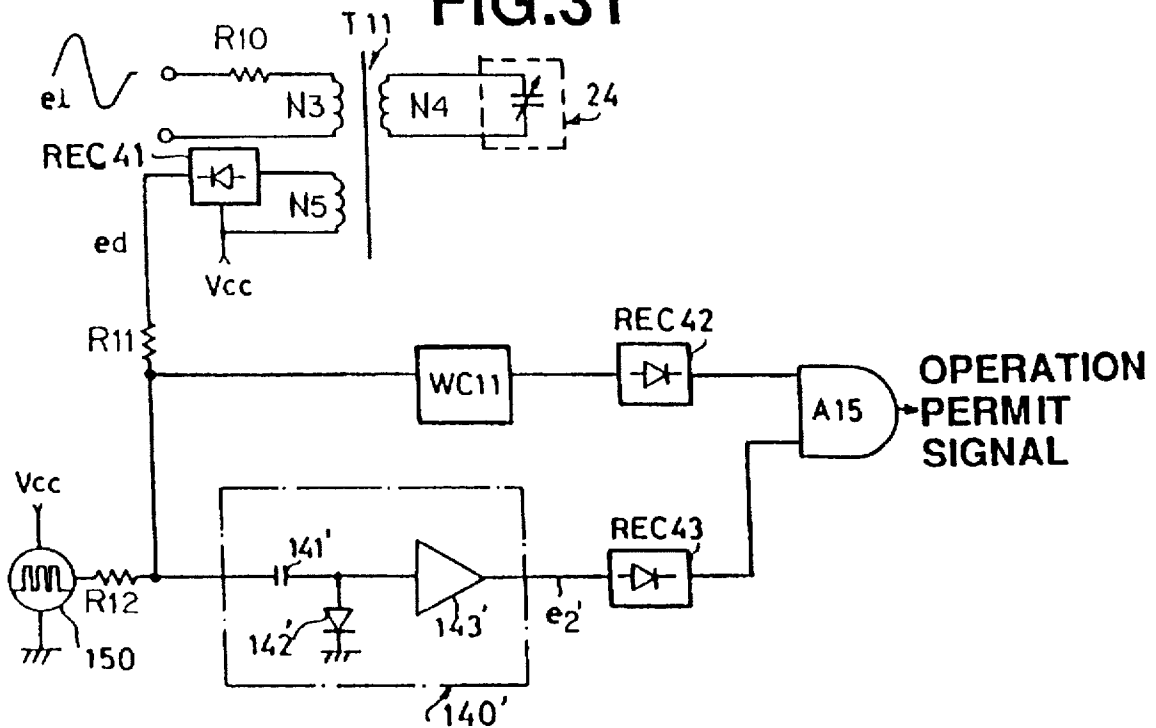 FIG.31
T11
R10
eι
N3
N4
24
REC41
N5
ed
Vcc
R11
REC42
WC11
A15
OPERATION
PERMIT
SIGNAL
Vcc
REC43
141'
R12
142'
143'
e2'
150
140'